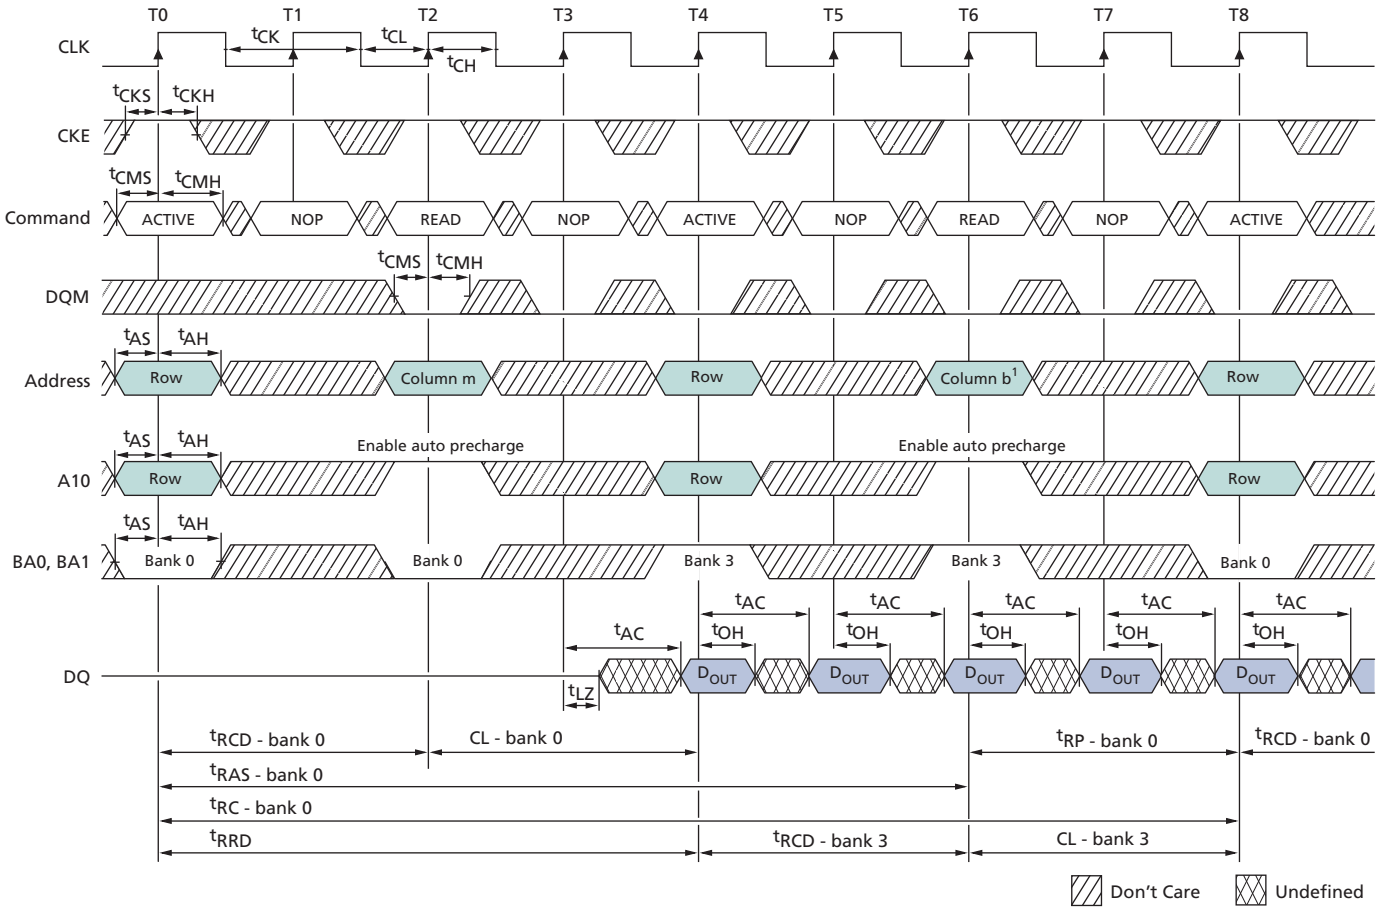 T0 T1 T2 T3 T4 T5 T6 T7 T8
CLK tCK tCL tCH
tCKS tCKH
CKE
tCMS tCMH
Command ACTIVE NOP READ NOP ACTIVE NOP READ NOP ACTIVE
tCMS tCMH
DQM
tAS tAH
Address Row Column m Row Column b1 Row
tAS tAH Enable auto precharge Enable auto precharge
A10 Row Row Row
tAS tAH
BA0, BA1 Bank 0 Bank 0 Bank 3 Bank 3 Bank 0
tAC tAC tAC tAC tAC
tAC tOH tOH tOH tOH tOH
DQ DOUT DOUT DOUT DOUT DOUT
tLZ
tRCD - bank 0 CL - bank 0 tRP - bank 0 tRCD - bank 0
tRAS - bank 0
tRC - bank 0
tRRD tRCD - bank 3 CL - bank 3
Don't Care Undefined